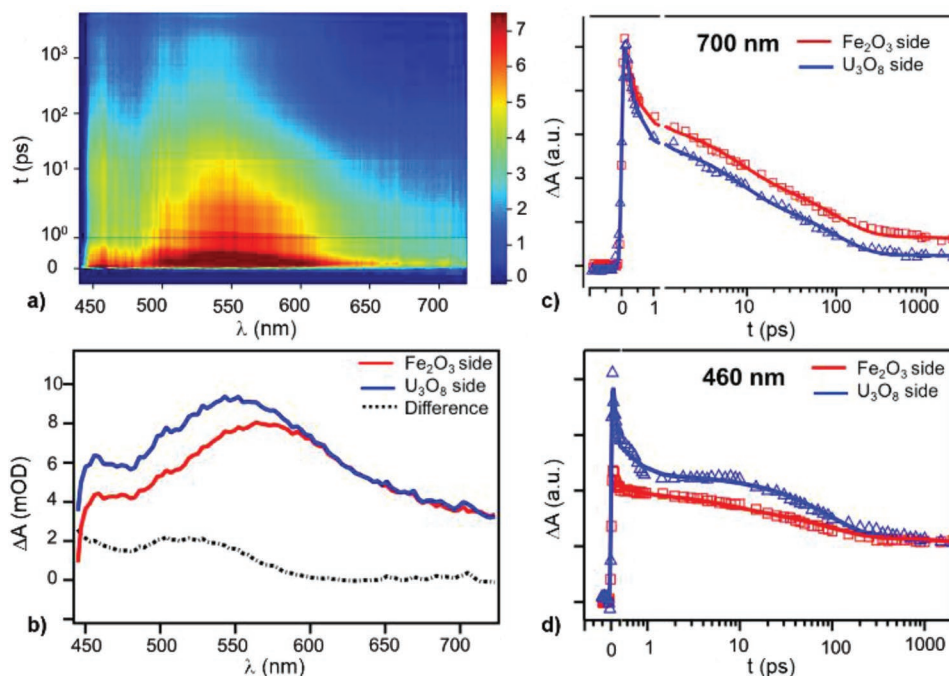 a)
t (ps)
10³
10²
10¹
10⁰
0
450 500 550 600 650 700
λ (nm)
7
6
5
4
3
2
1
0
b)
ΔA (mOD)
10
8
6
4
2
0
Fe₂O₃ side
U₃O₈ side
Difference
450 500 550 600 650 700
λ (nm)
c)
700 nm
Fe₂O₃ side
U₃O₈ side
ΔA (a.u.)
0 1 10 100 1000
t (ps)
d)
460 nm
Fe₂O₃ side
U₃O₈ side
ΔA (a.u.)
0 1 10 100 1000
t (ps)